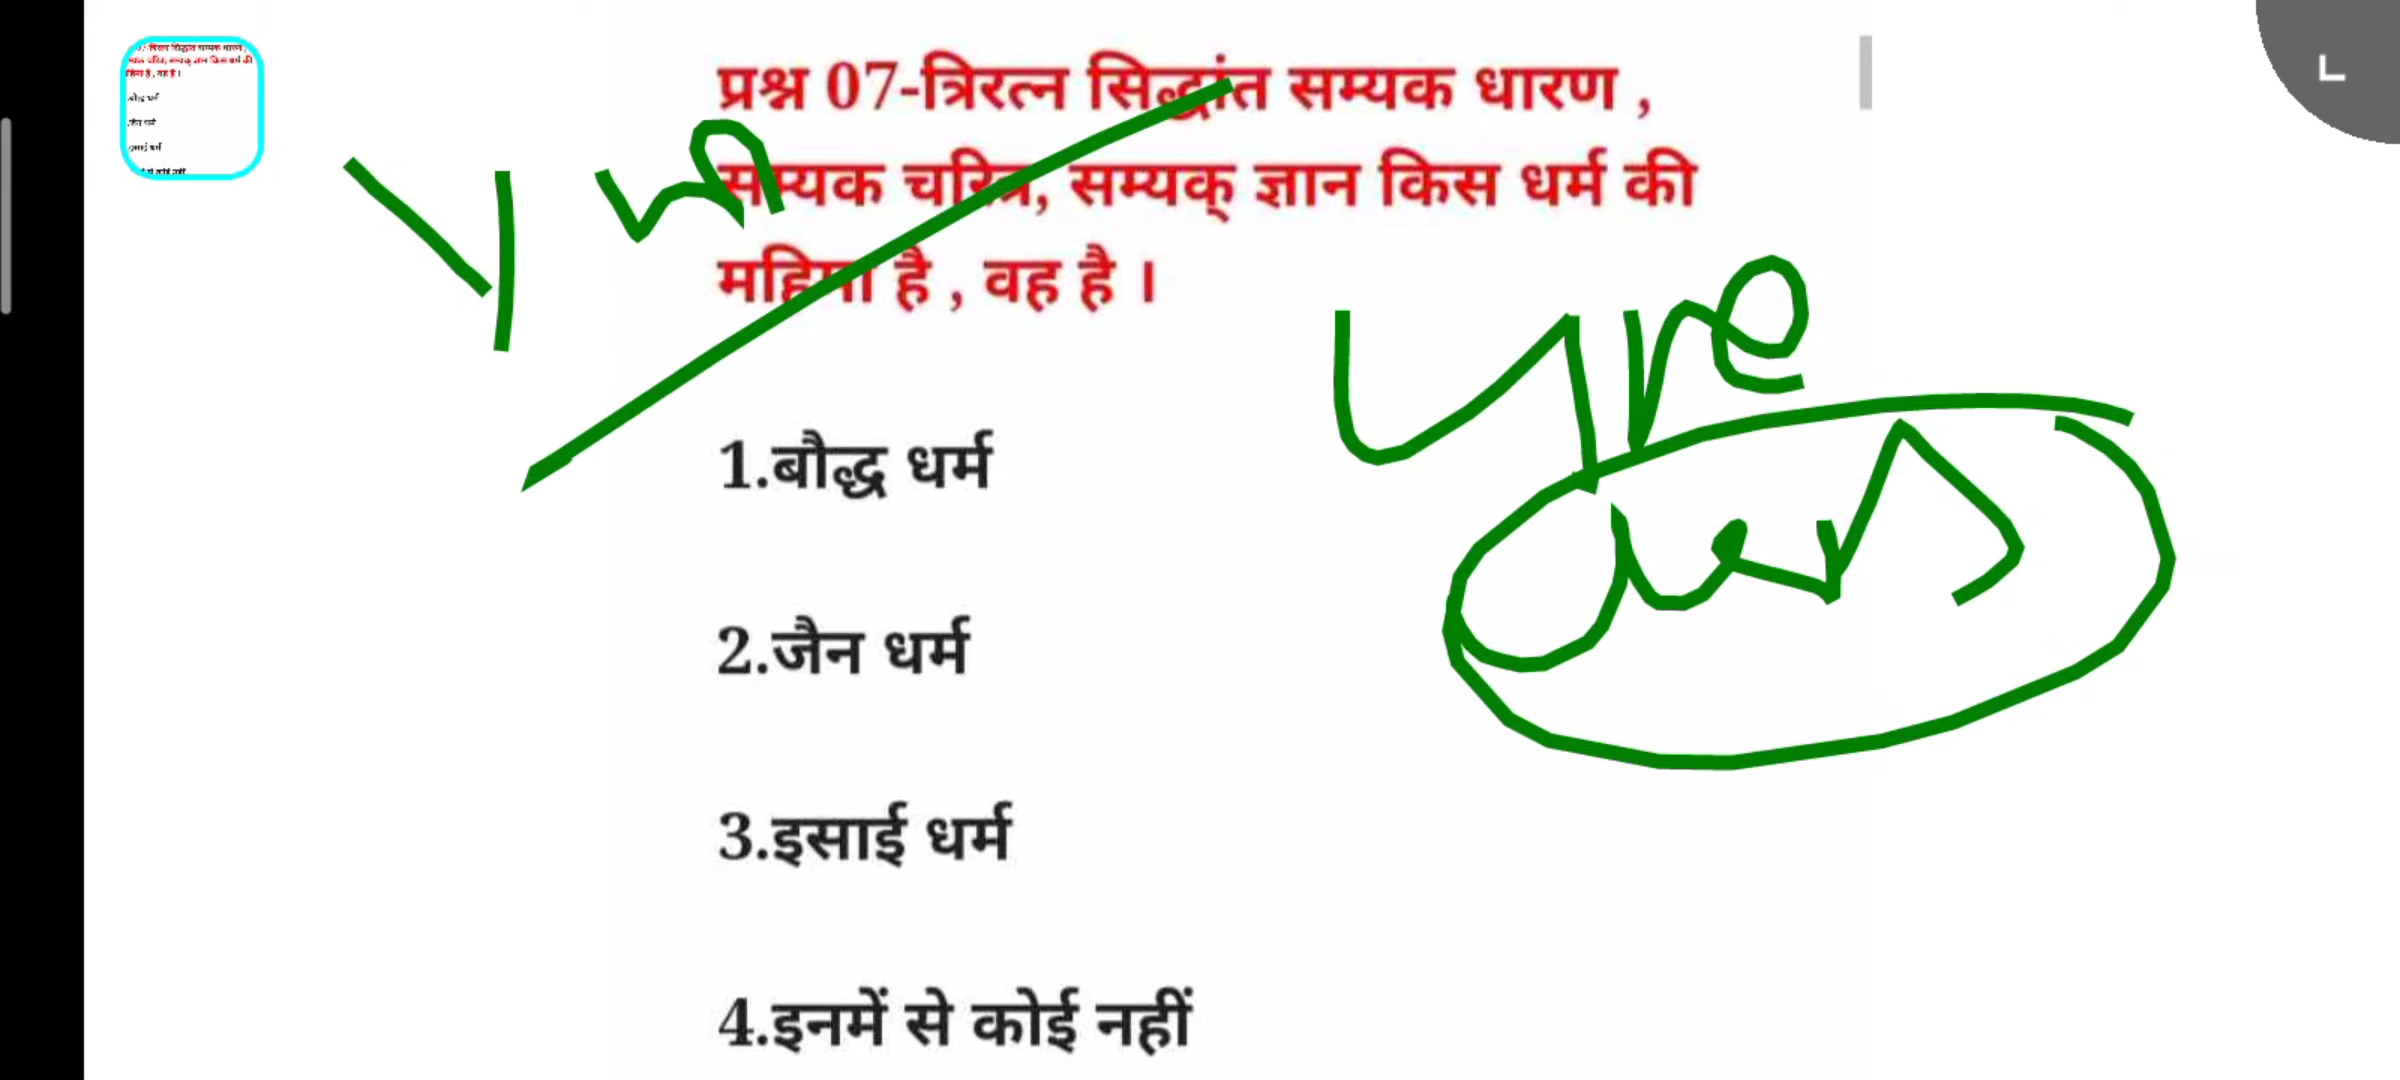 प्रश्न 07-त्रिरत्न सिद्धांत सम्यक धारण ,
सम्यक चरित्र, सम्यक् ज्ञान किस धर्म की
महिमा है , वह है ।
1.बौद्ध धर्म
2.जैन धर्म
3.इसाई धर्म
4.इनमें से कोई नहीं
L